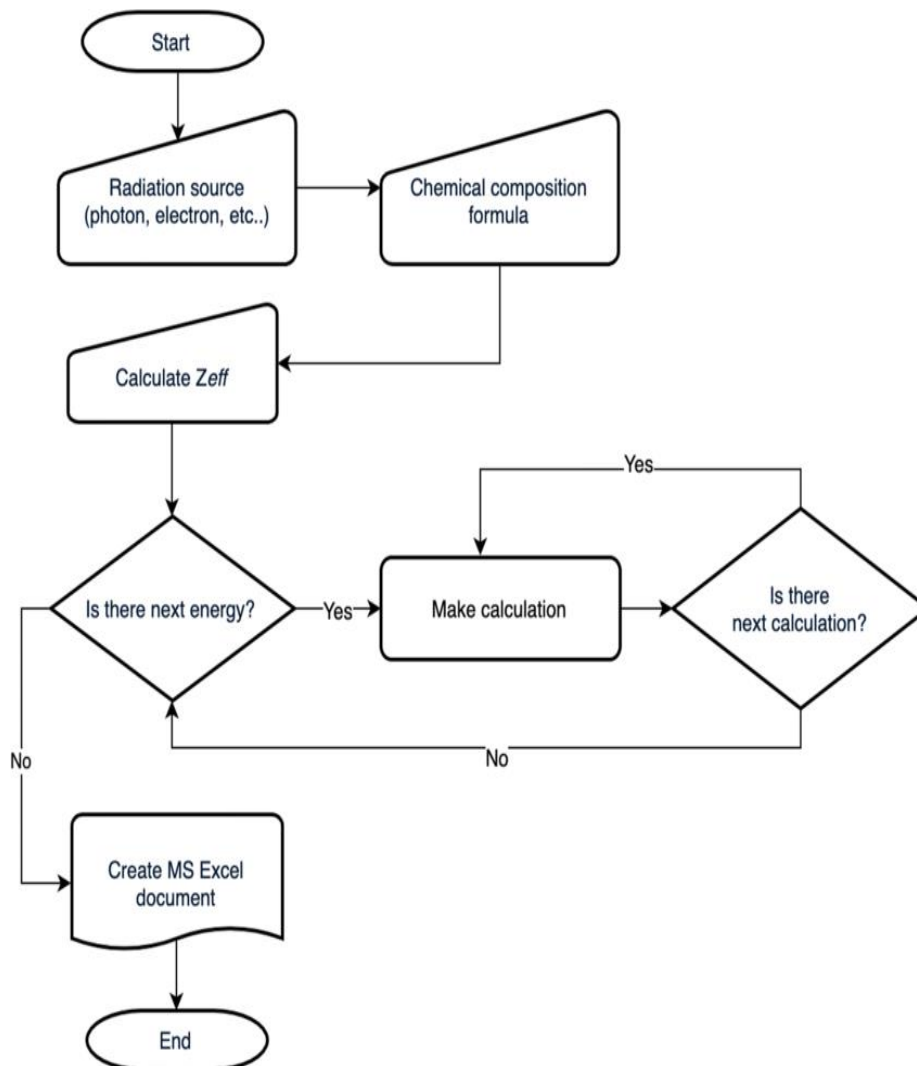 Start
Radiation source
(photon, electron, etc..)
Chemical composition
formula
Calculate Zeff
Is there next energy?
Yes
Make calculation
Yes
Is there
next calculation?
No
No
Create MS Excel
document
End